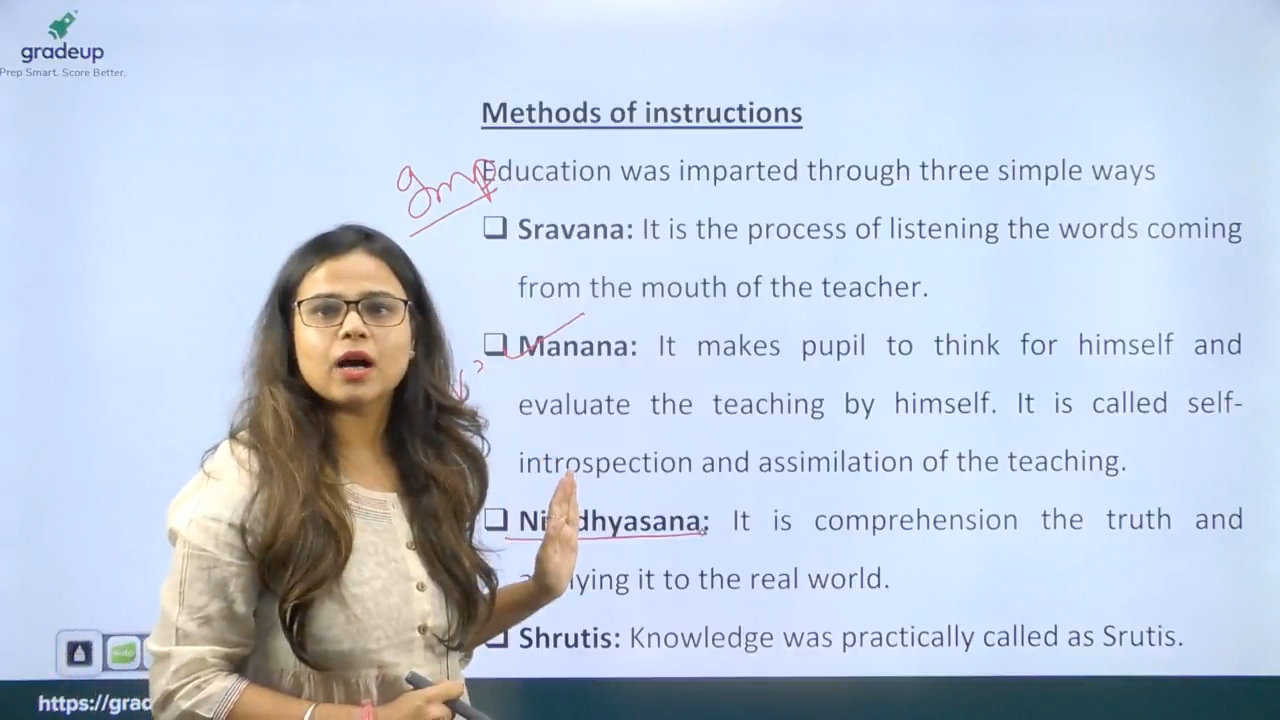 gradeup
Prep Smart. Score Better.
Methods of instructions
Education was imparted through three simple ways
Sravana: It is the process of listening the words coming
from the mouth of the teacher.
Manana: It makes pupil to think for himself and
evaluate the teaching by himself. It is called self-
introspection and assimilation of the teaching.
It is comprehension the truth and
it to the real world.
Shrutis: Knowledge was practically called as Srutis.
https://grad